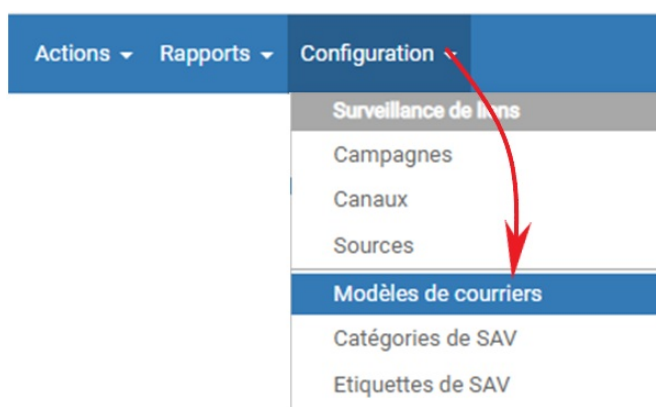 Actions Rapports Configuration
Surveillance de liens
Campagnes
Canaux
Sources
Modèles de courriers
Catégories de SAV
Etiquettes de SAV